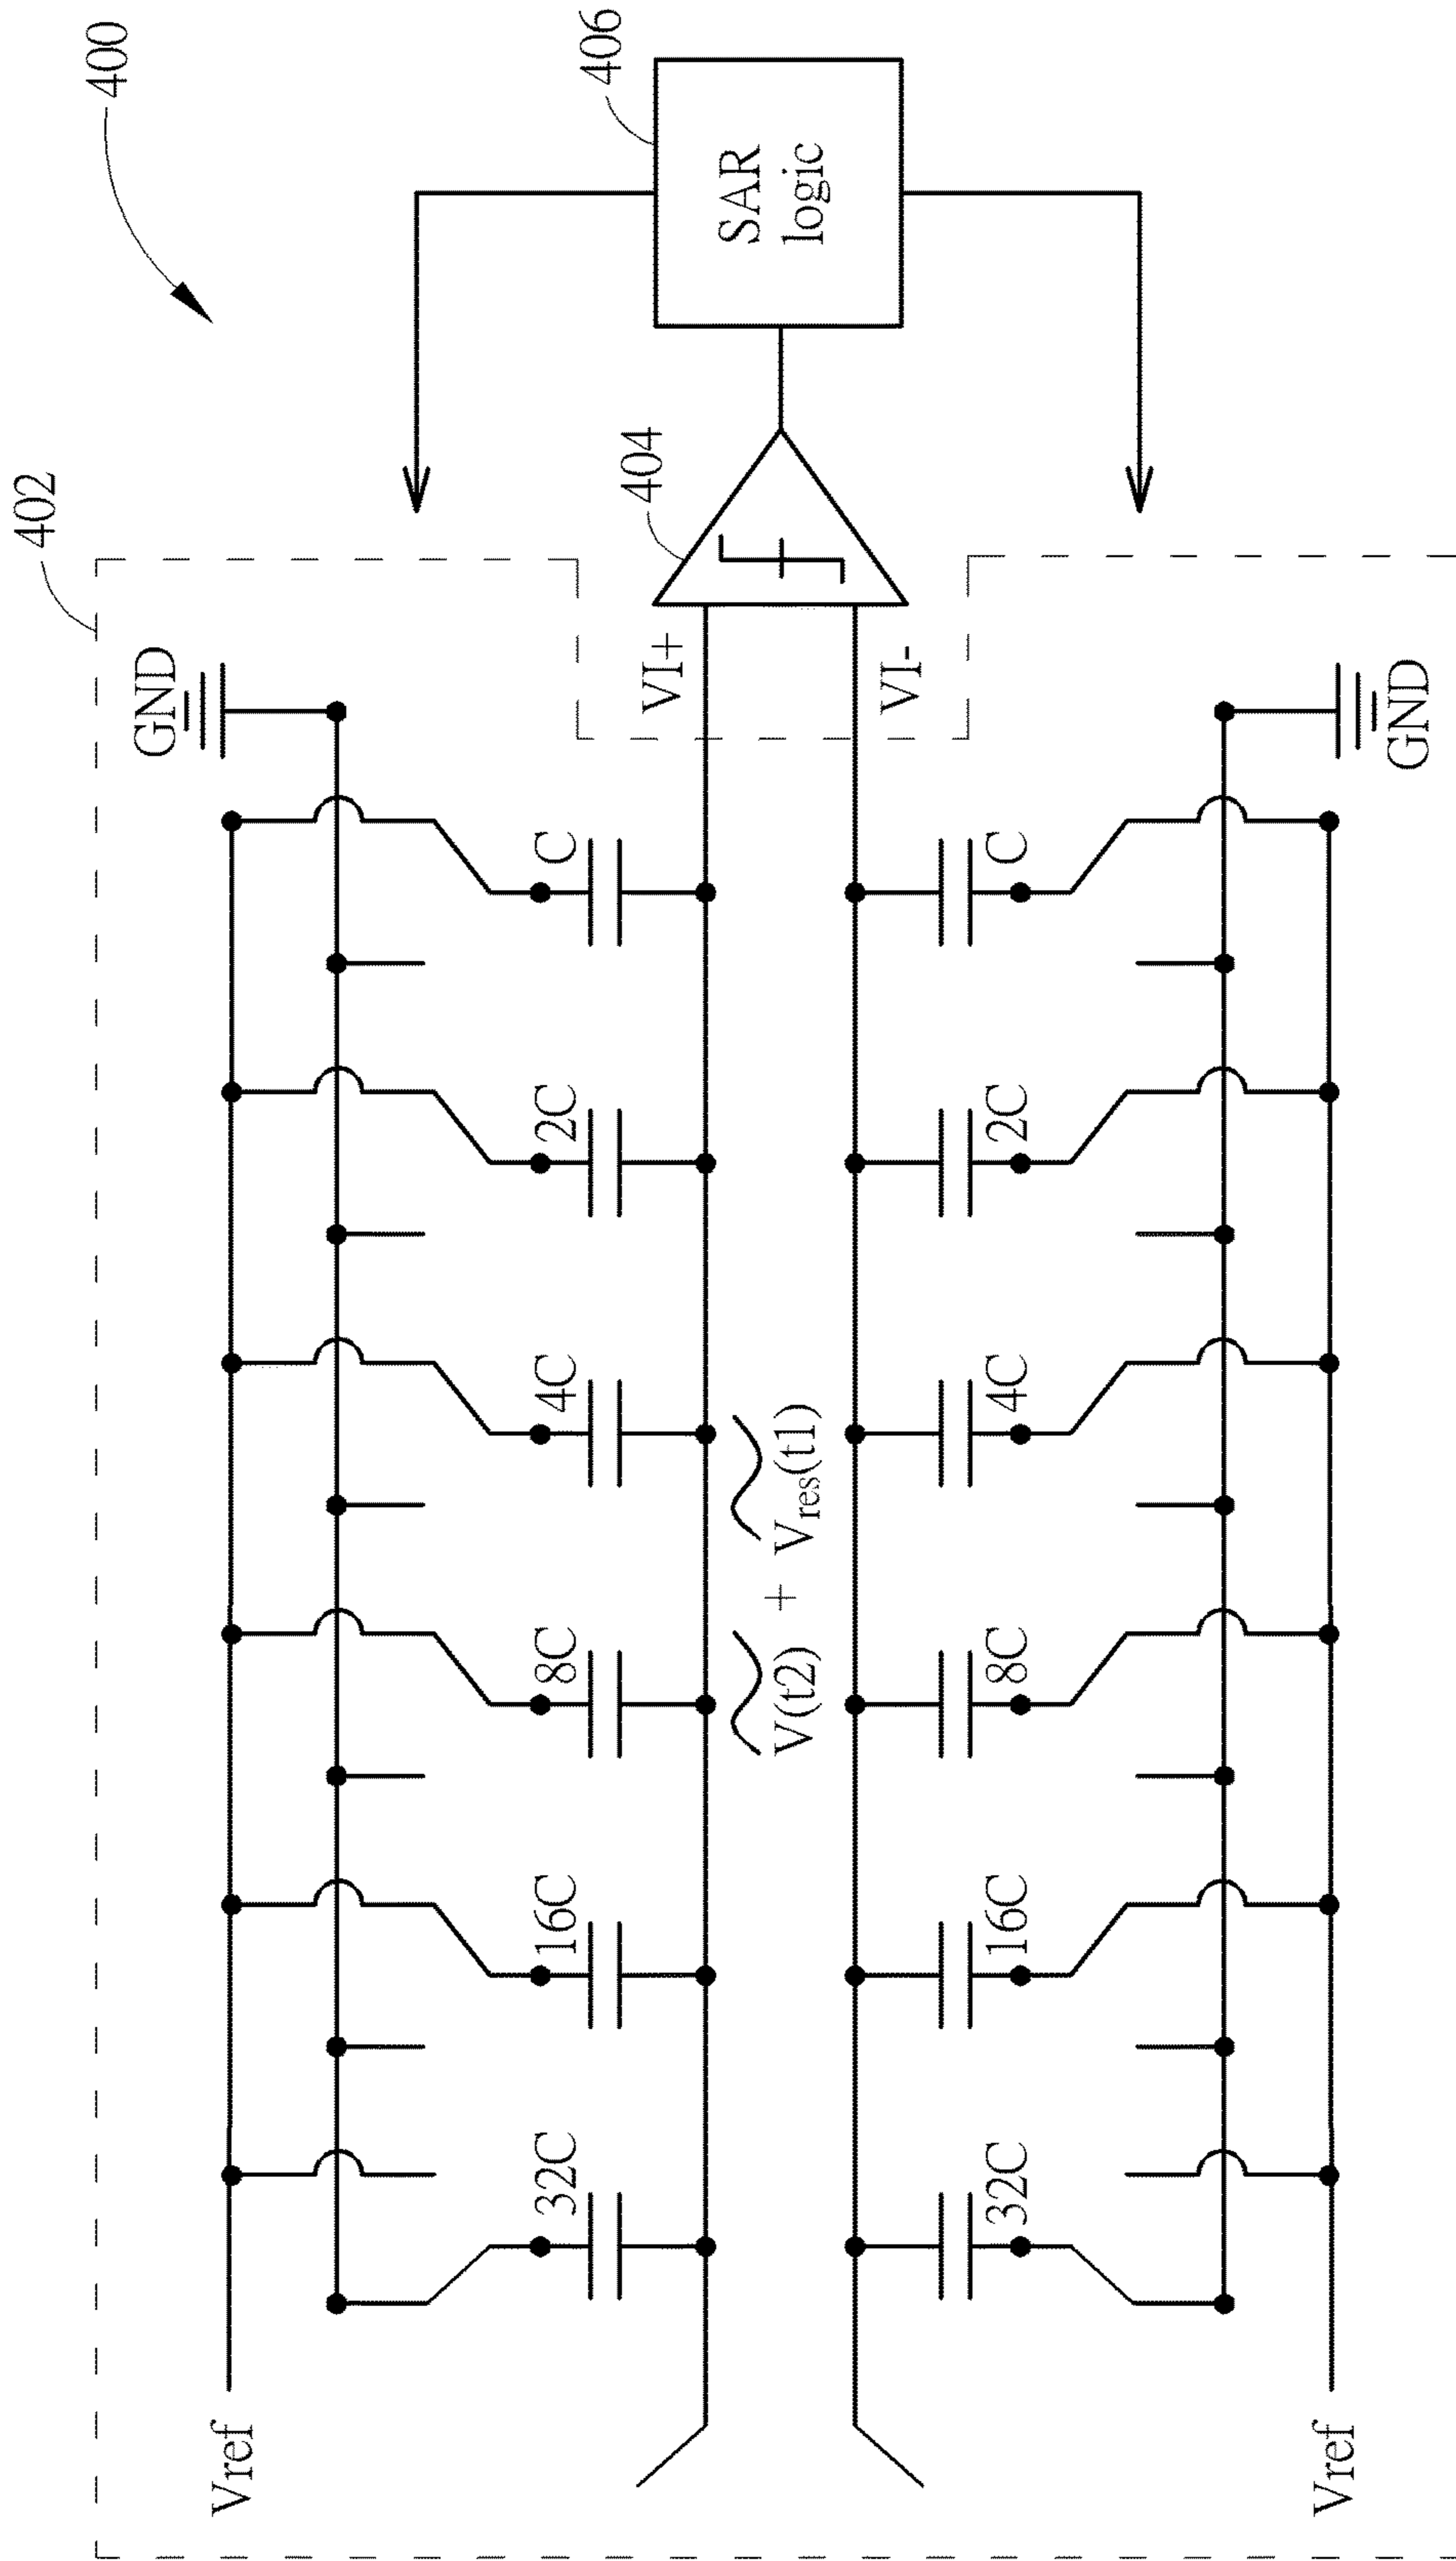 400
402
404
406
Vref
GND
32C
16C
8C
4C
2C
C
VI+
SAR
logic
V(t2) + Vres(t1)
VI-
32C
16C
8C
4C
2C
C
Vref
GND